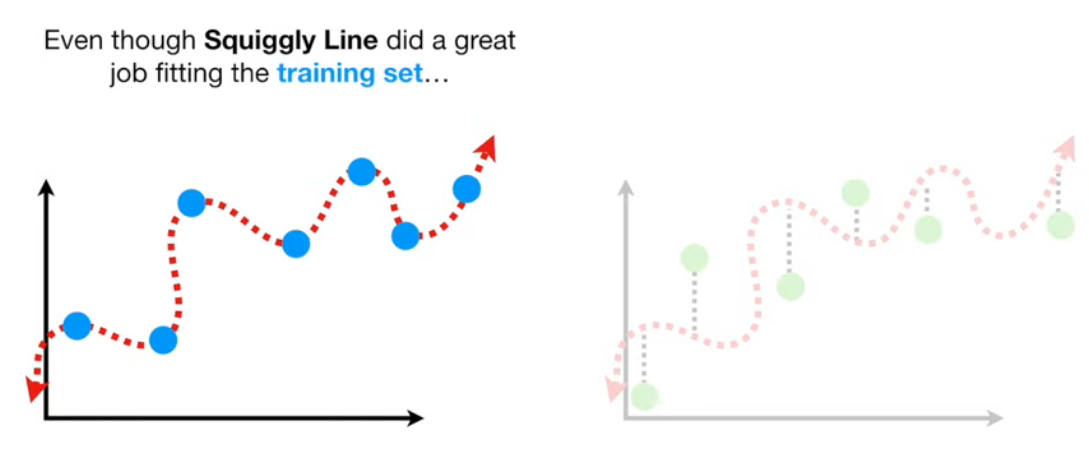 Even though Squiggly Line did a great
job fitting the training set…